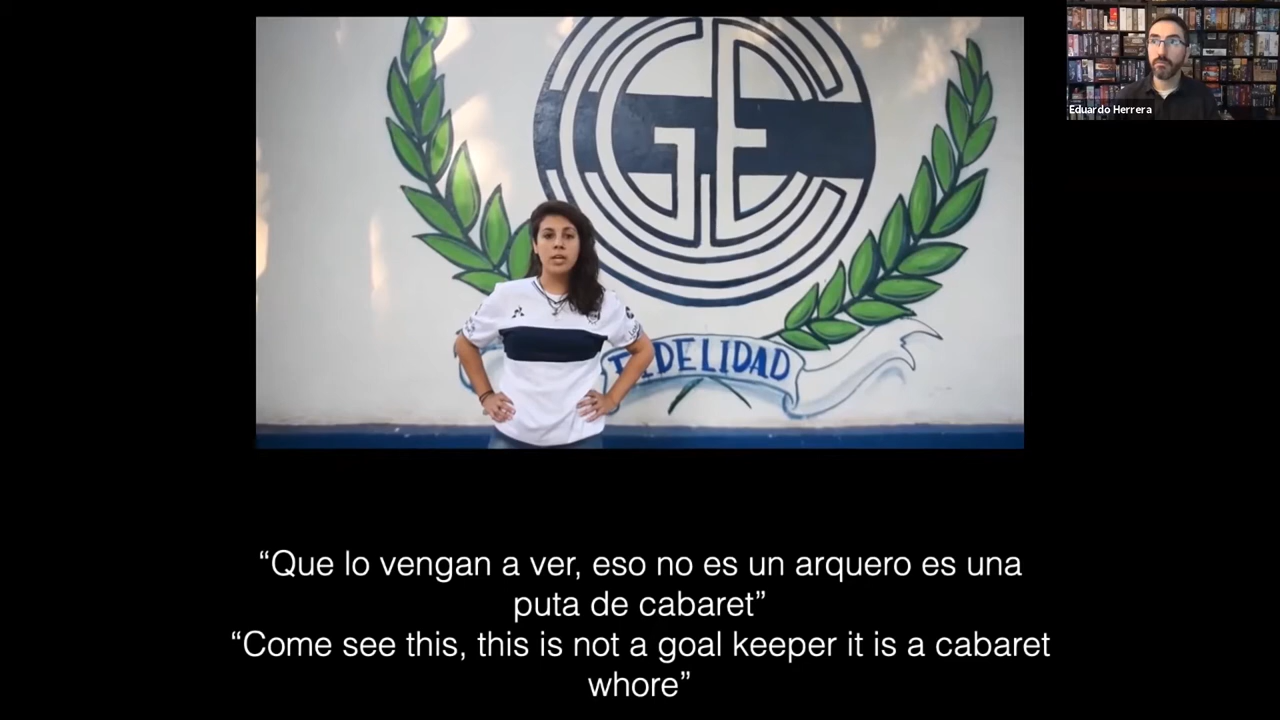 GE
FIDELIDAD
Eduardo Herrera
“Que lo vengan a ver, eso no es un arquero es una
puta de cabaret”
“Come see this, this is not a goal keeper it is a cabaret
whore”